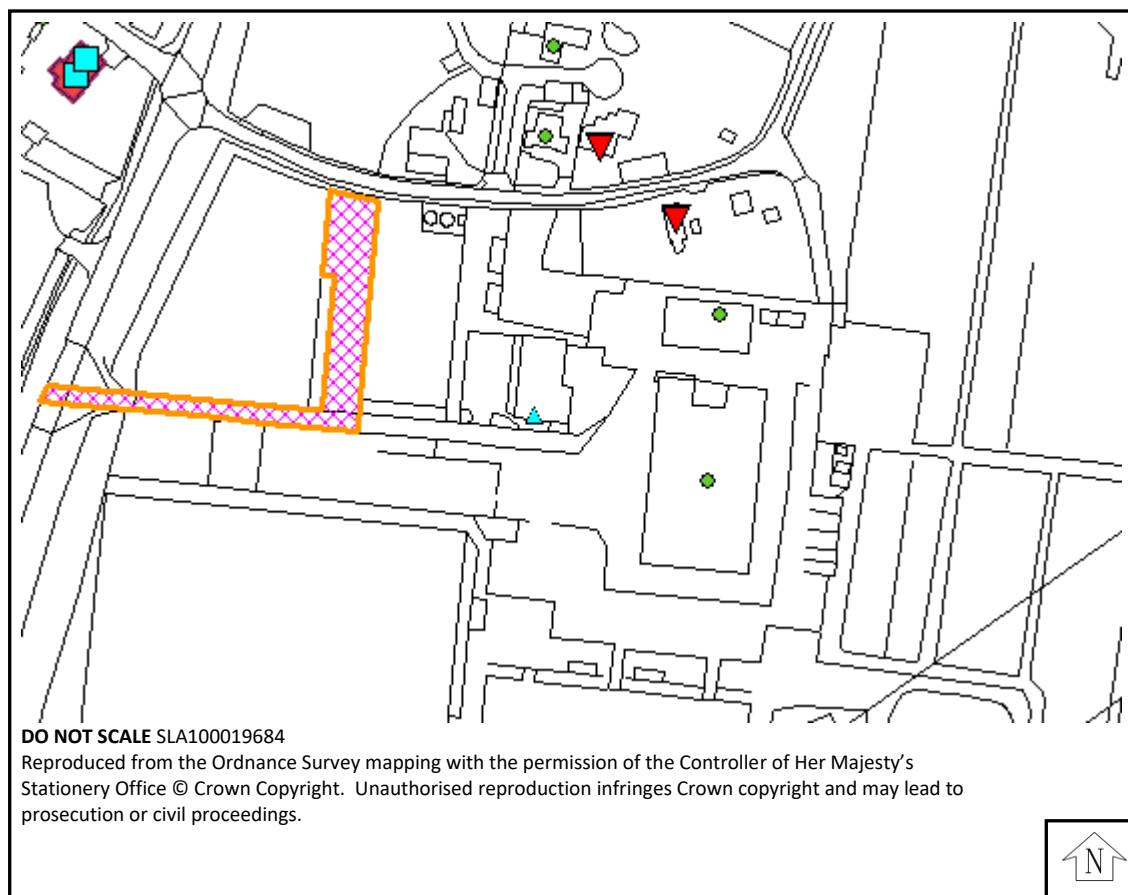 DO NOT SCALE SLA100019684
Reproduced from the Ordnance Survey mapping with the permission of the Controller of Her Majesty’s
Stationery Office © Crown Copyright.  Unauthorised reproduction infringes Crown copyright and may lead to
prosecution or civil proceedings.
N